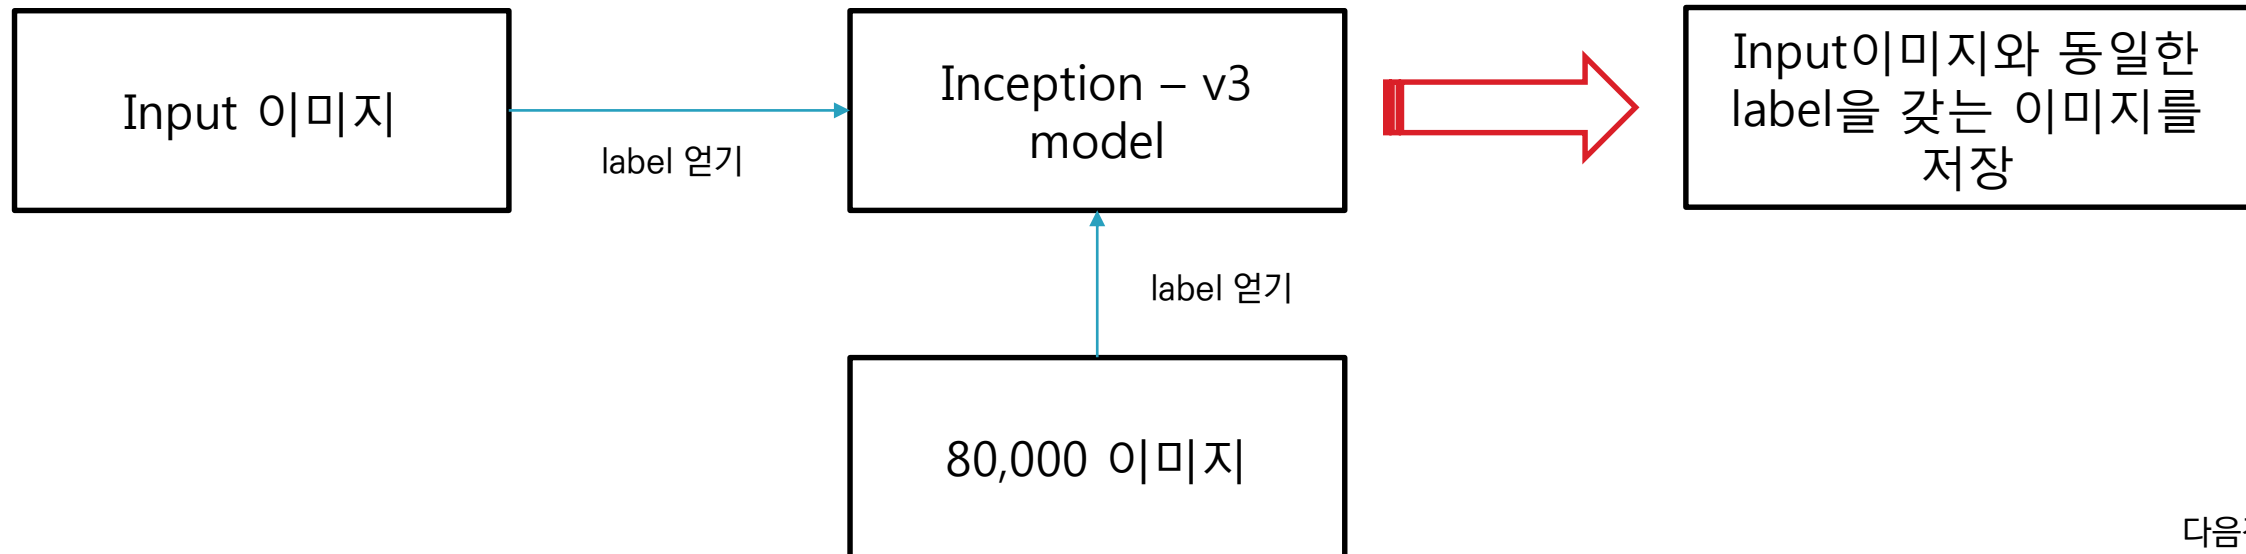 Input 이미지
label 얻기
Inception – v3
model
Input이미지와 동일한
label을 갖는 이미지를
저장
label 얻기
80,000 이미지